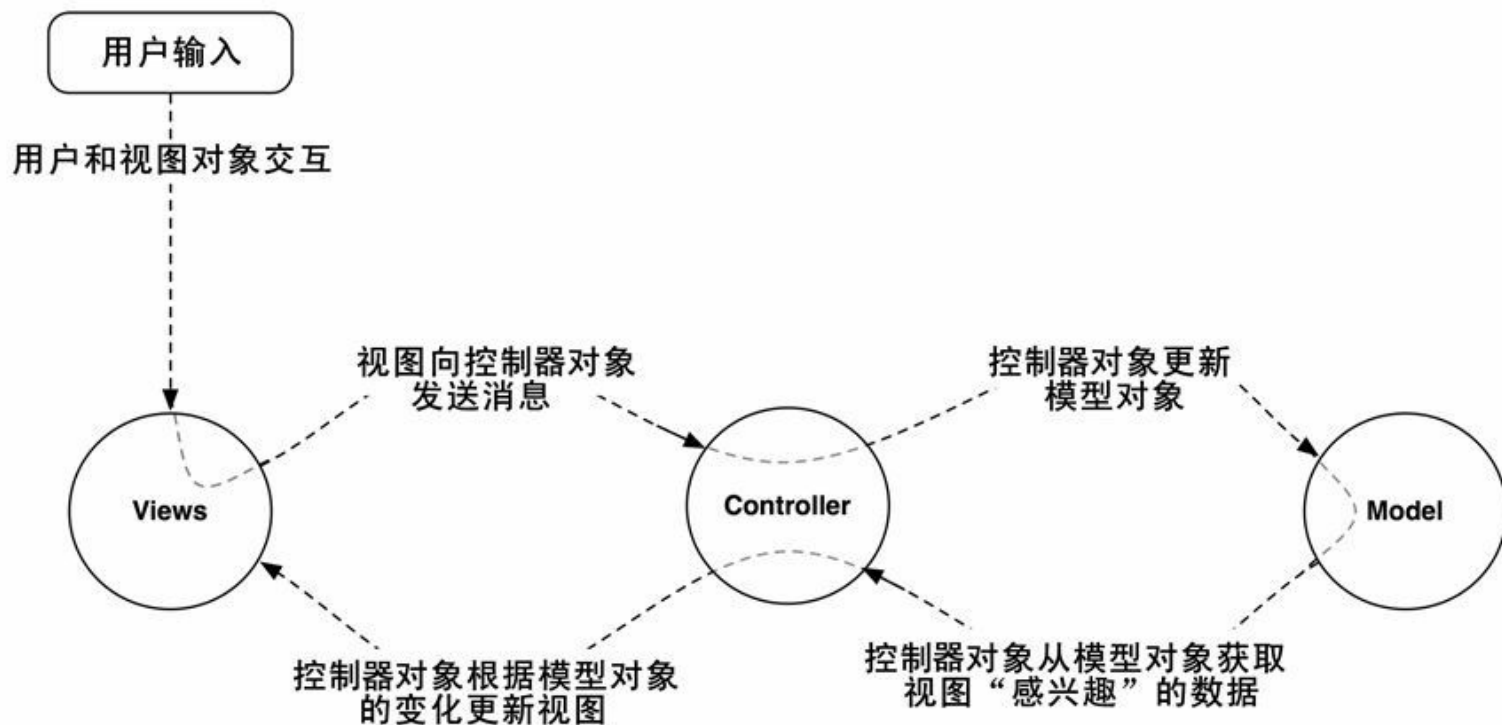 用户输入
用户和视图对象交互
视图向控制器对象
发送消息
控制器对象更新
模型对象
Views
Controller
Model
控制器对象根据模型对象
的变化更新视图
控制器对象从模型对象获取
视图“感兴趣”的数据